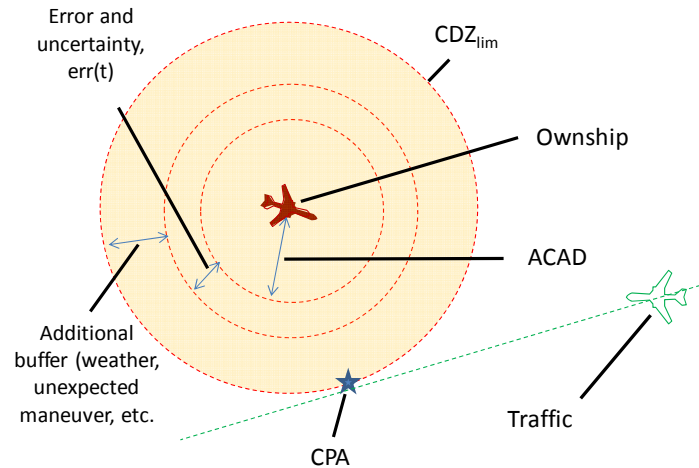 Error and
uncertainty,
err(t)
CDZlim
Ownship
ACAD
Additional
buffer (weather,
unexpected
maneuver, etc.
Traffic
CPA